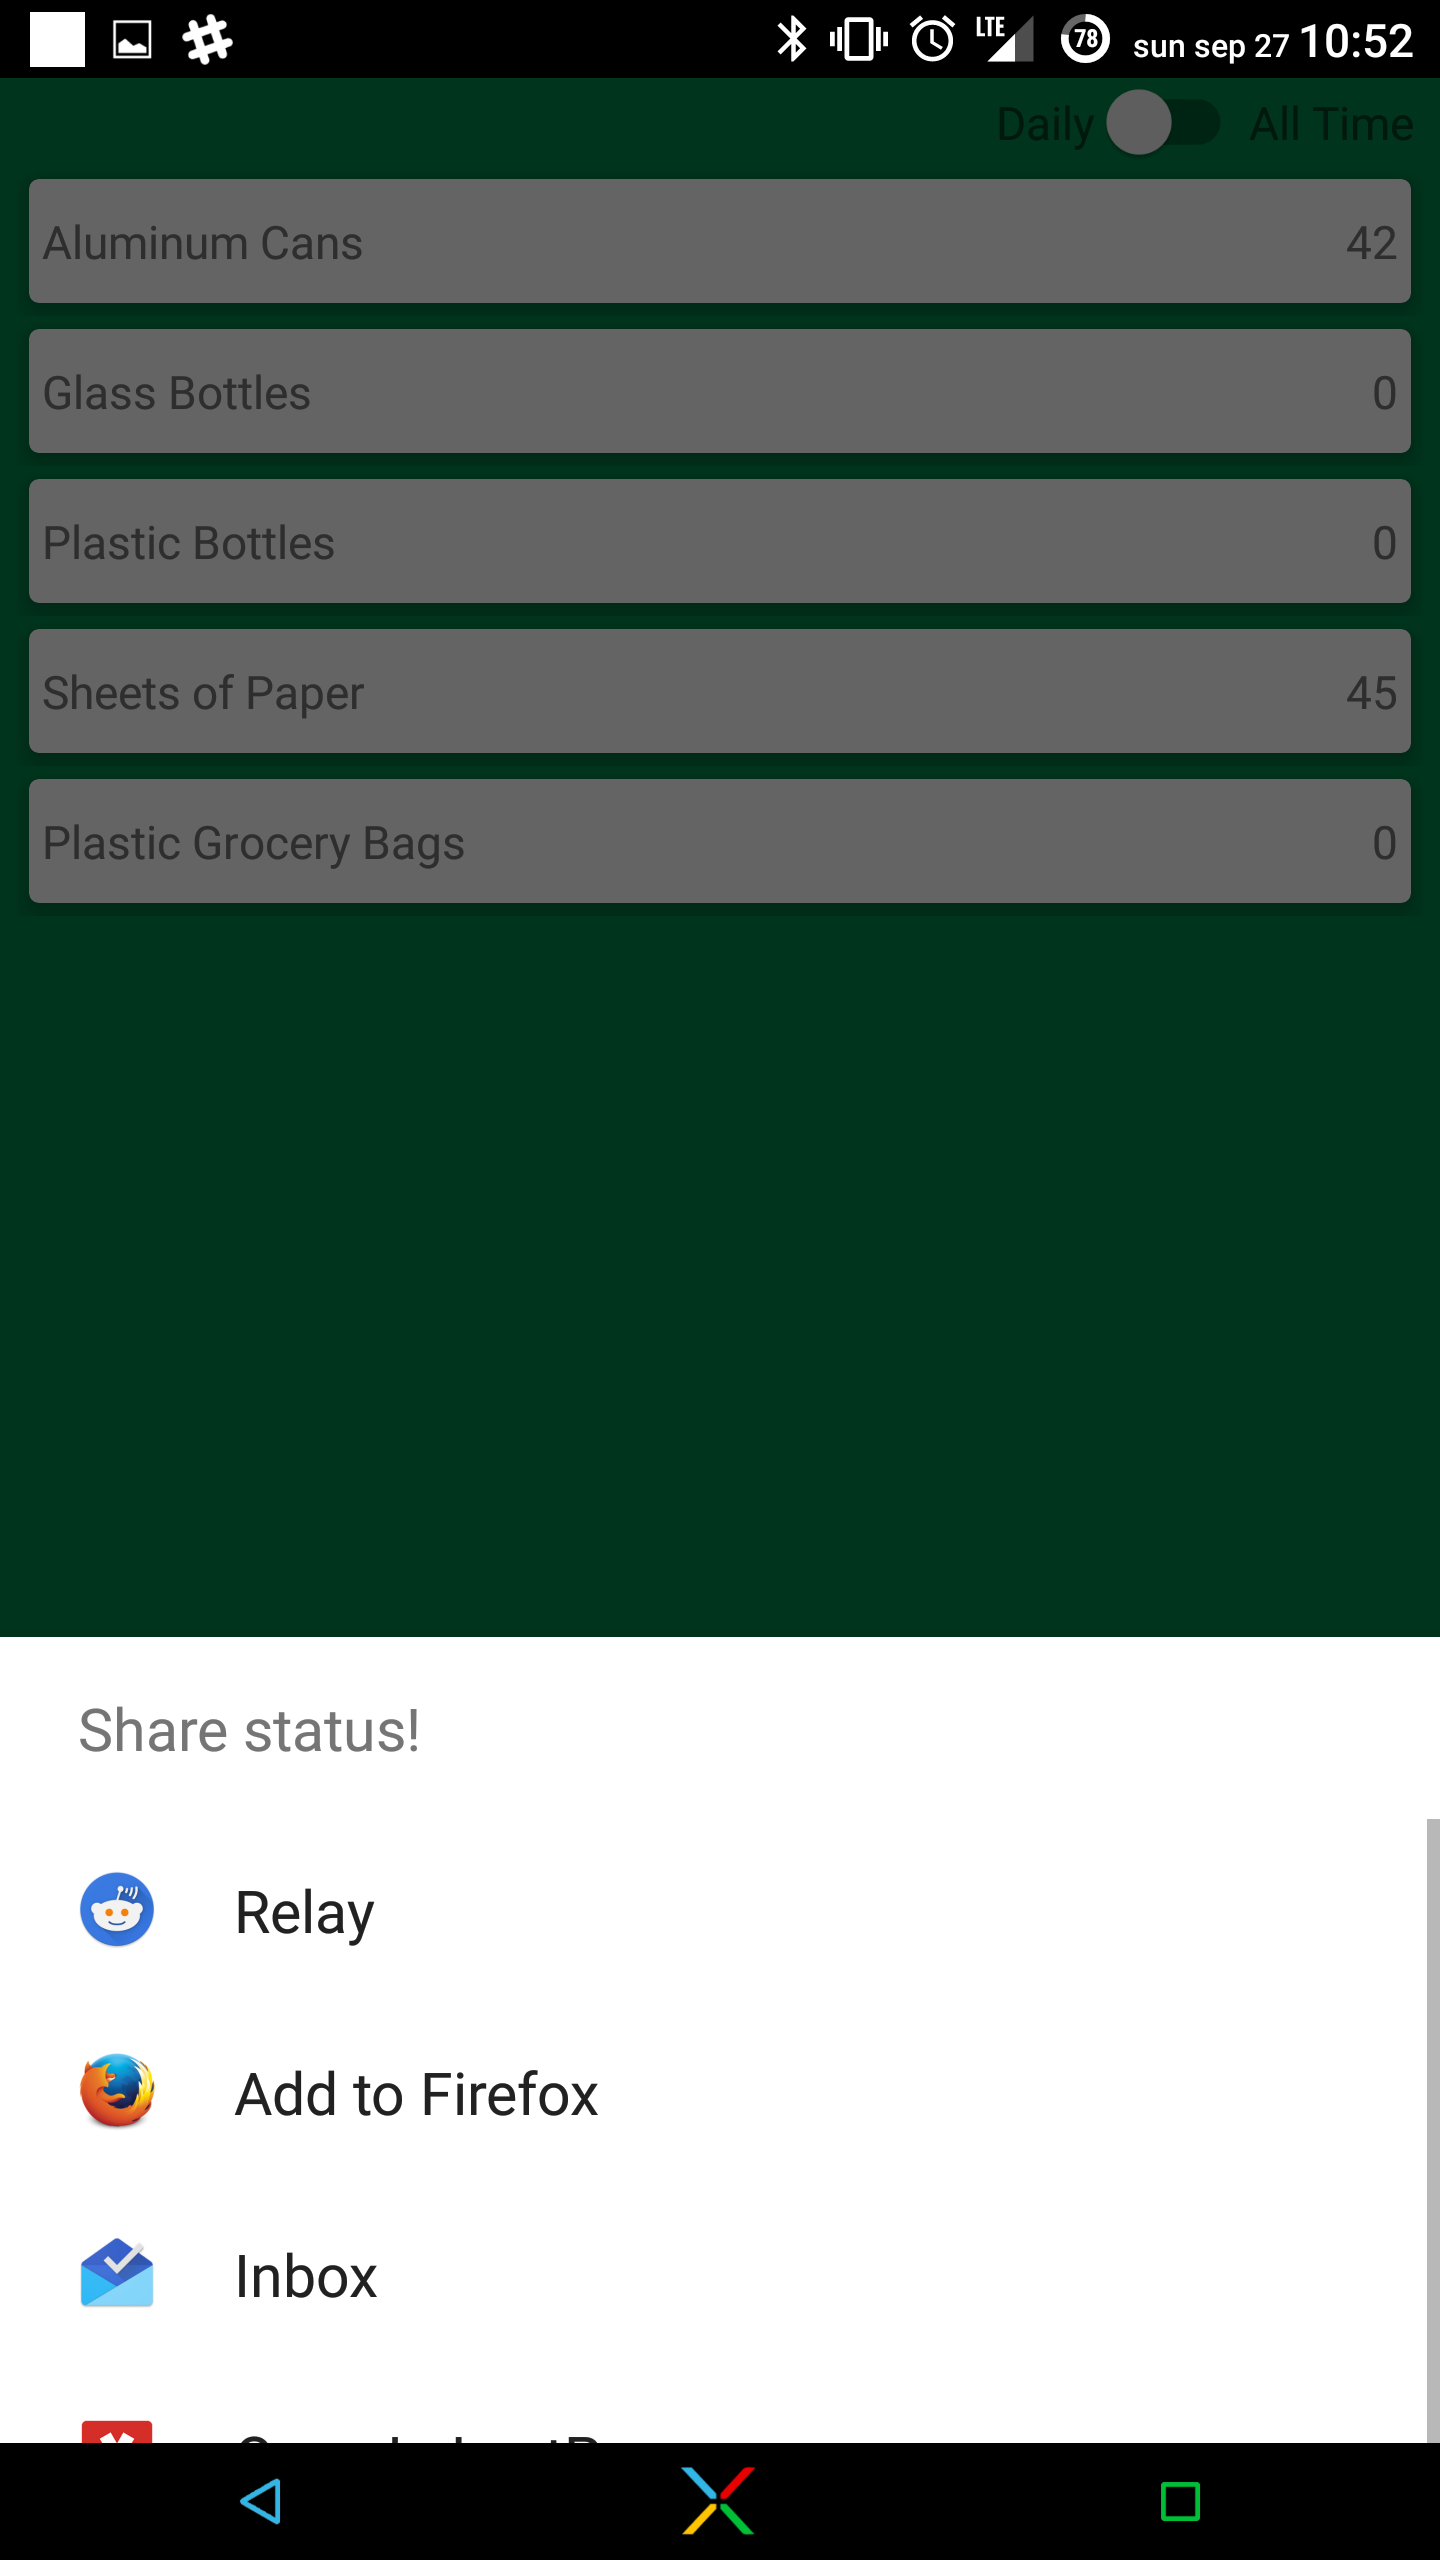 LTE 78 sun sep 27 10:52
Daily All Time
Aluminum Cans 42
Glass Bottles 0
Plastic Bottles 0
Sheets of Paper 45
Plastic Grocery Bags 0
Share status!
Relay
Add to Firefox
Inbox